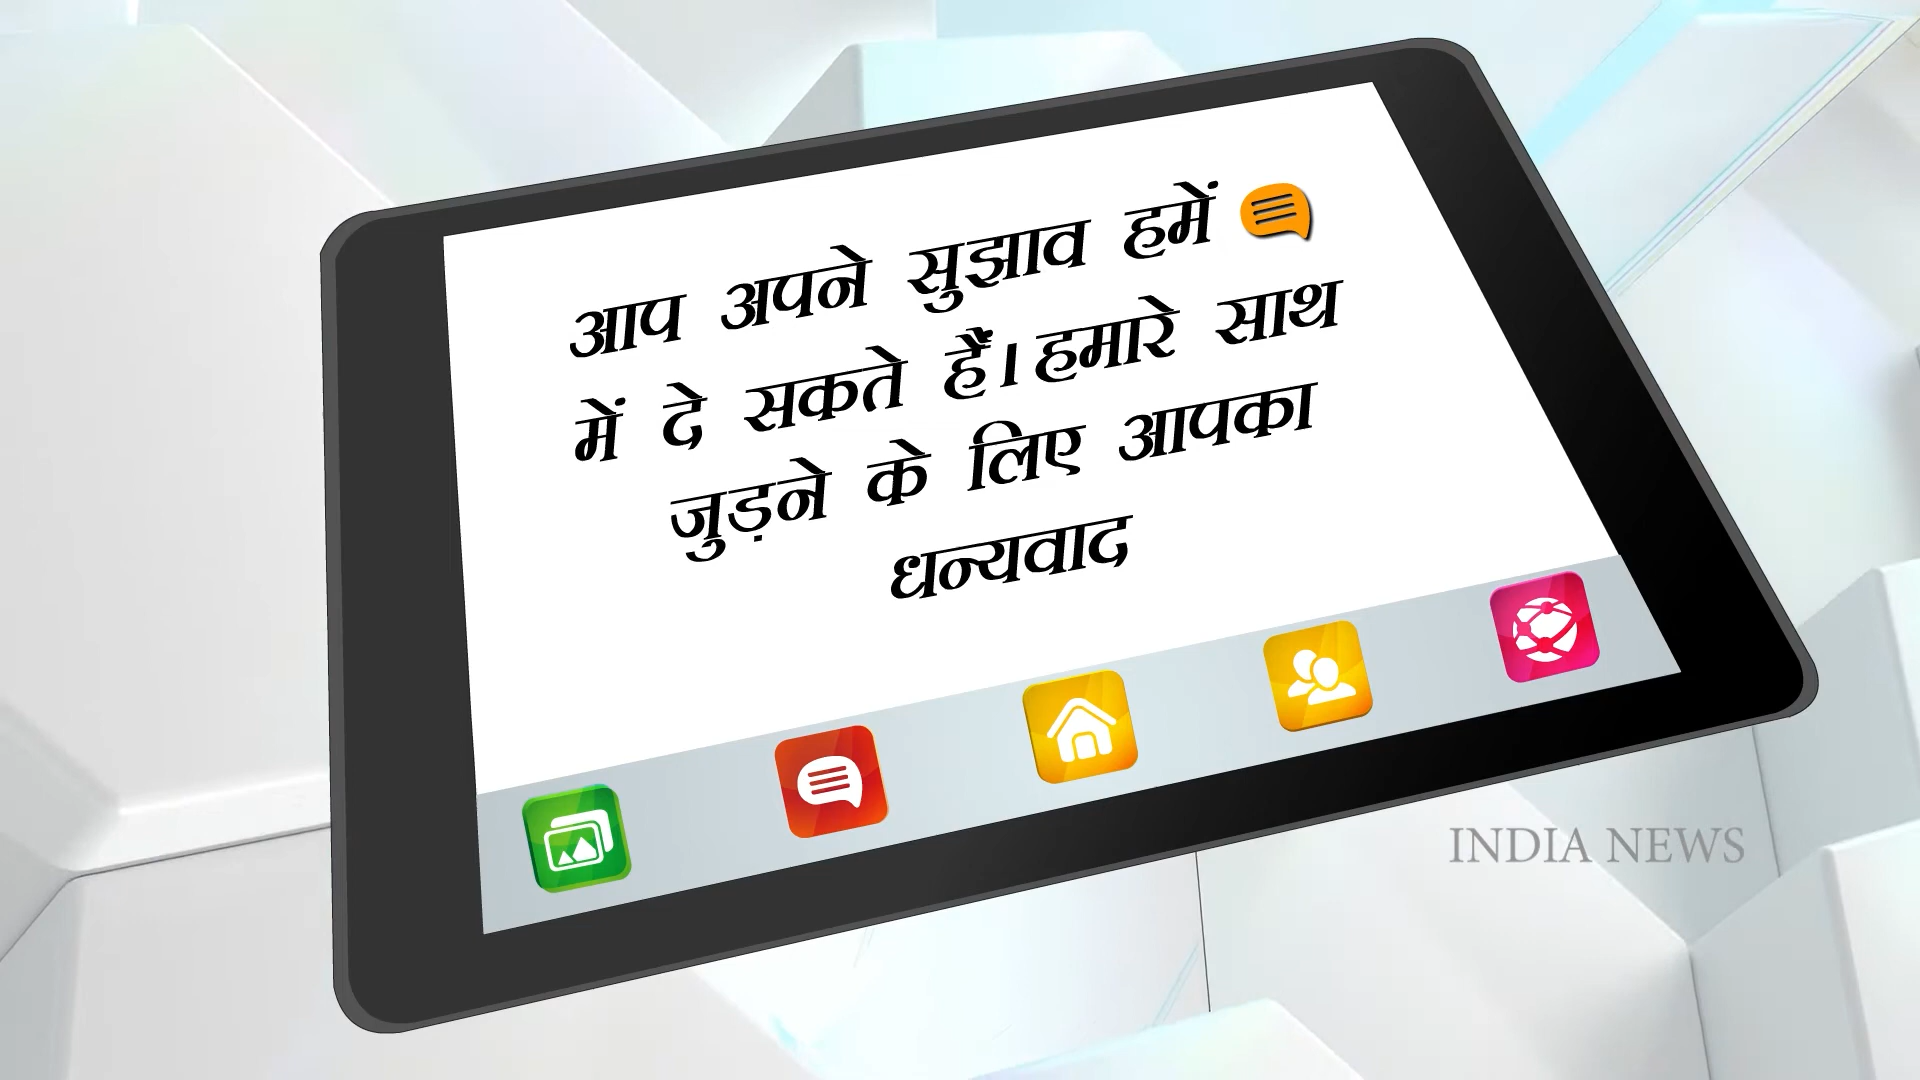 आप अपने सुझाव हमें
में दे सकते हैं। हमारे साथ
जुड़ने के लिए आपका
धन्यवाद
INDIA NEWS